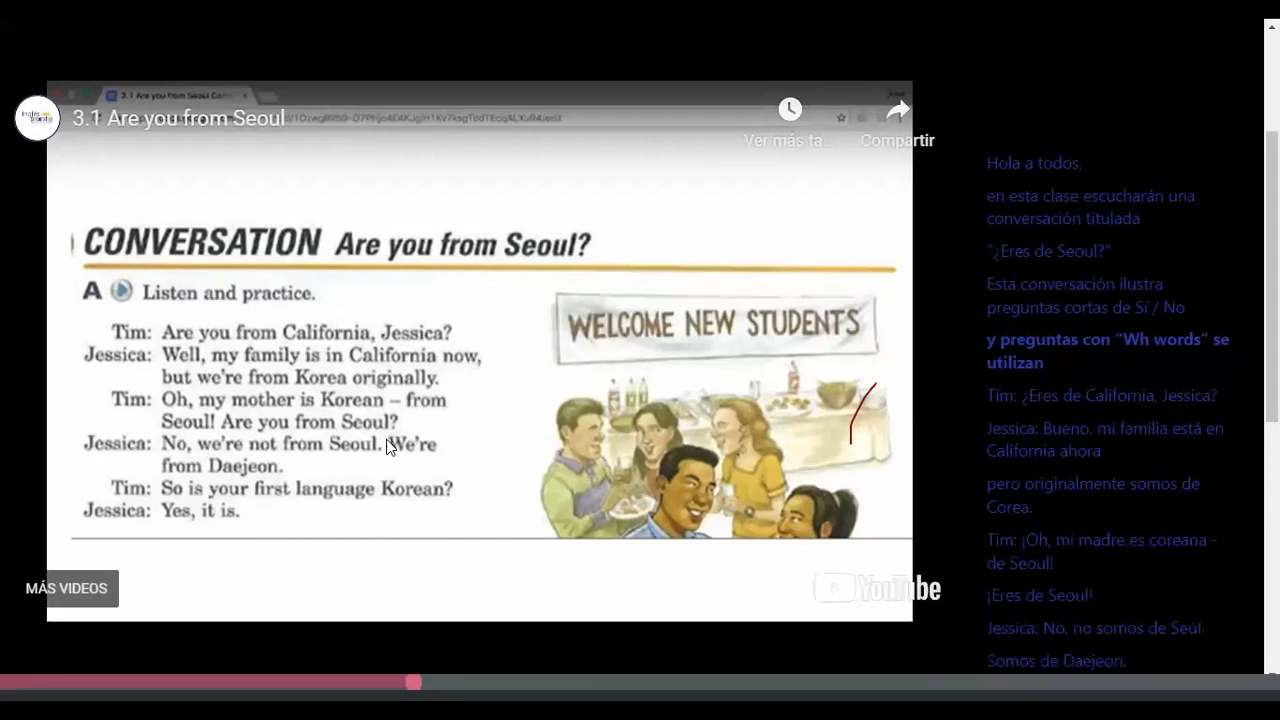 3.1 Are you from Seoul
3.1 Are you from Seoul
Ver más ta...
Compartir
CONVERSATION Are you from Seoul?
A Listen and practice.
Tim: Are you from California, Jessica?
Jessica: Well, my family is in California now,
but we're from Korea originally.
Tim: Oh, my mother is Korean – from
Seoul! Are you from Seoul?
Jessica: No, we're not from Seoul. We're
from Daejeon.
Tim: So is your first language Korean?
Jessica: Yes, it is.
WELCOME NEW STUDENTS
MÁS VIDEOS
YouTube
Hola a todos,
en esta clase escucharán una
conversación titulada
"¿Eres de Seoul?"
Esta conversación ilustra
preguntas cortas de Sí / No
y preguntas con "Wh words" se
utilizan
Tim: ¿Eres de California, Jessica?
Jessica: Bueno, mi familia está en
California ahora
pero originalmente somos de
Corea.
Tim: ¡Oh, mi madre es coreana -
de Seoul!
¡Eres de Seoul!
Jessica: No, no somos de Seúl.
Somos de Daejeon.